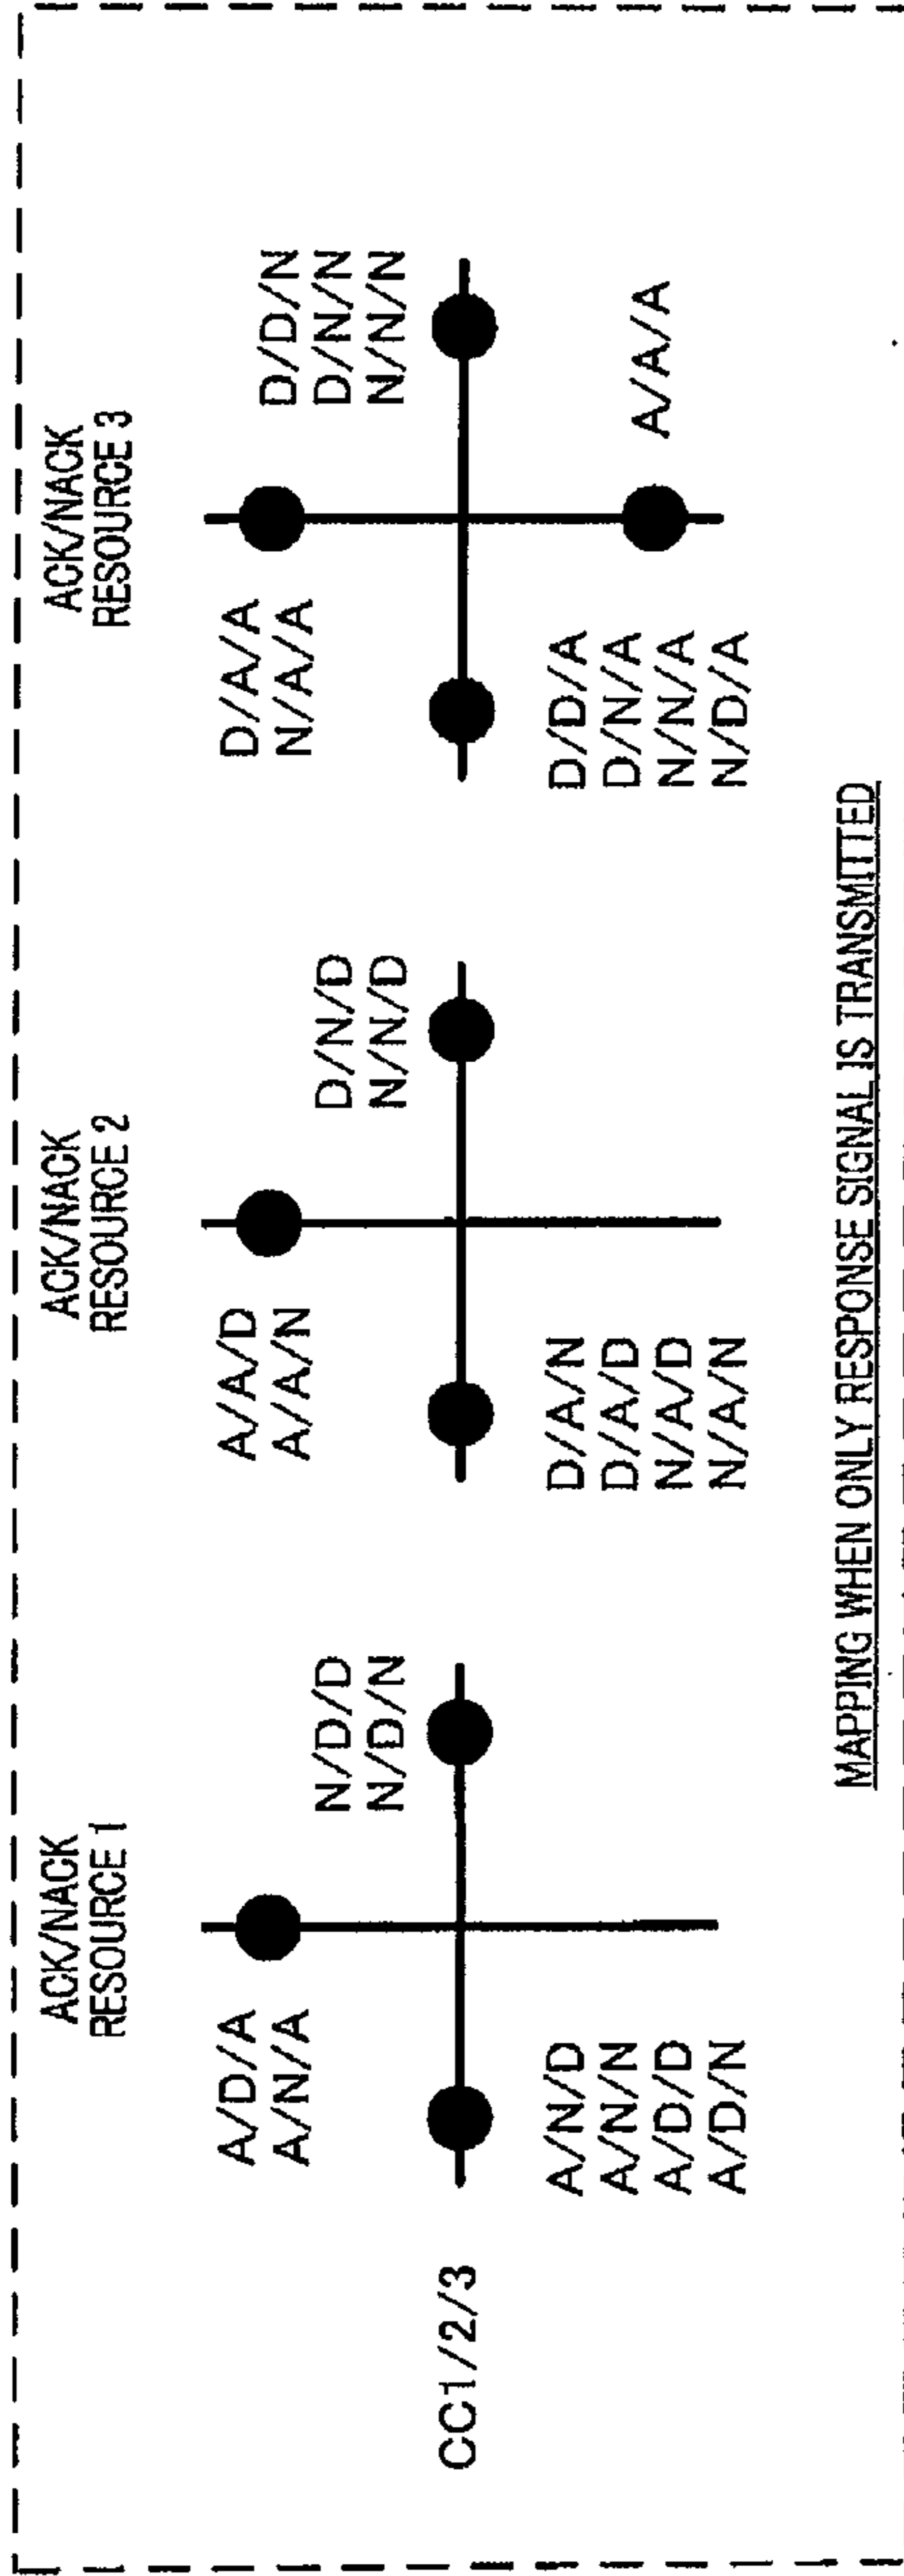 CC1/2/3
ACK/NACK
RESOURCE 1
A/D/A
A/N/A
N/D/D
N/D/N
A/N/D
A/N/N
A/D/D
A/D/N
ACK/NACK
RESOURCE 2
A/A/D
A/A/N
D/N/D
N/N/D
D/A/N
D/A/D
N/A/D
N/A/N
ACK/NACK
RESOURCE 3
D/A/A
N/A/A
D/D/N
D/N/N
N/N/N
D/D/A
D/N/A
N/N/A
N/D/A
A/A/A
MAPPING WHEN ONLY RESPONSE SIGNAL IS TRANSMITTED